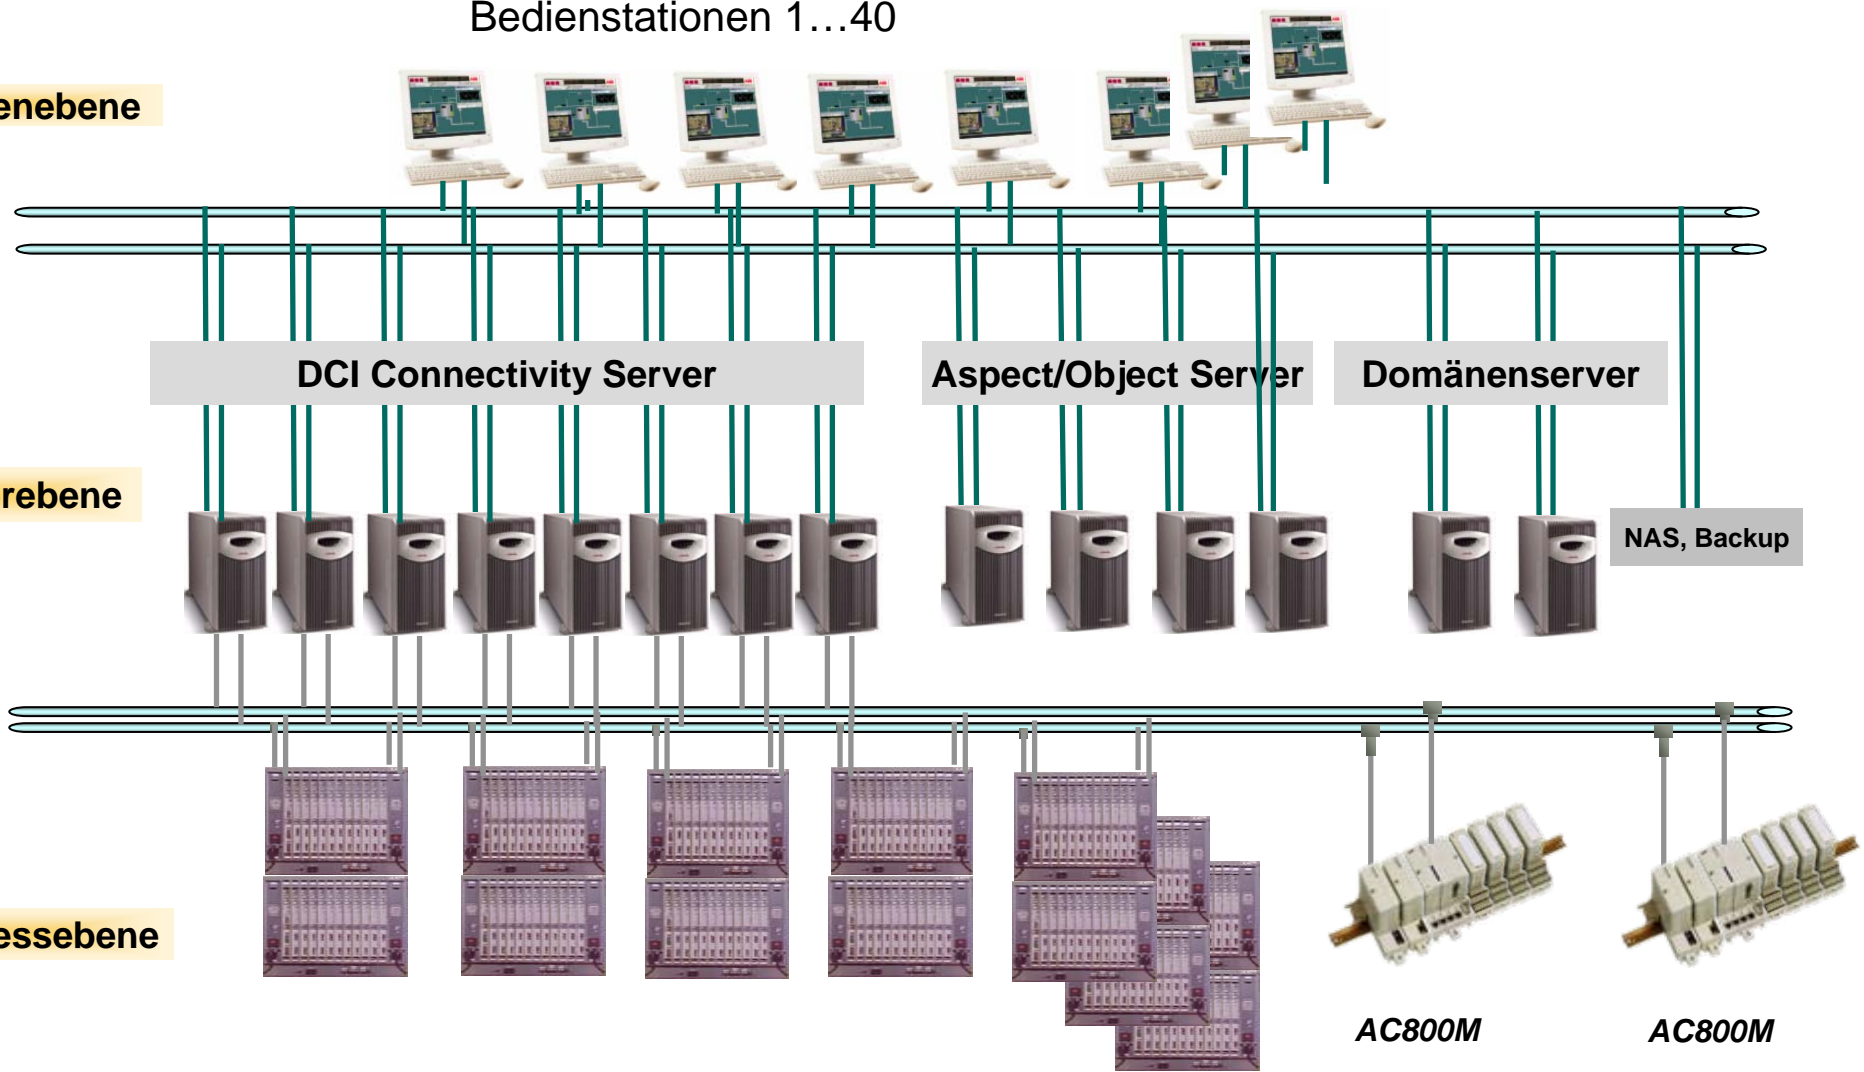 Bedienstationen 1…40
enebene
DCI Connectivity Server
Aspect/Object Server
Domänenserver
rebene
NAS, Backup
essebene
AC800M
AC800M